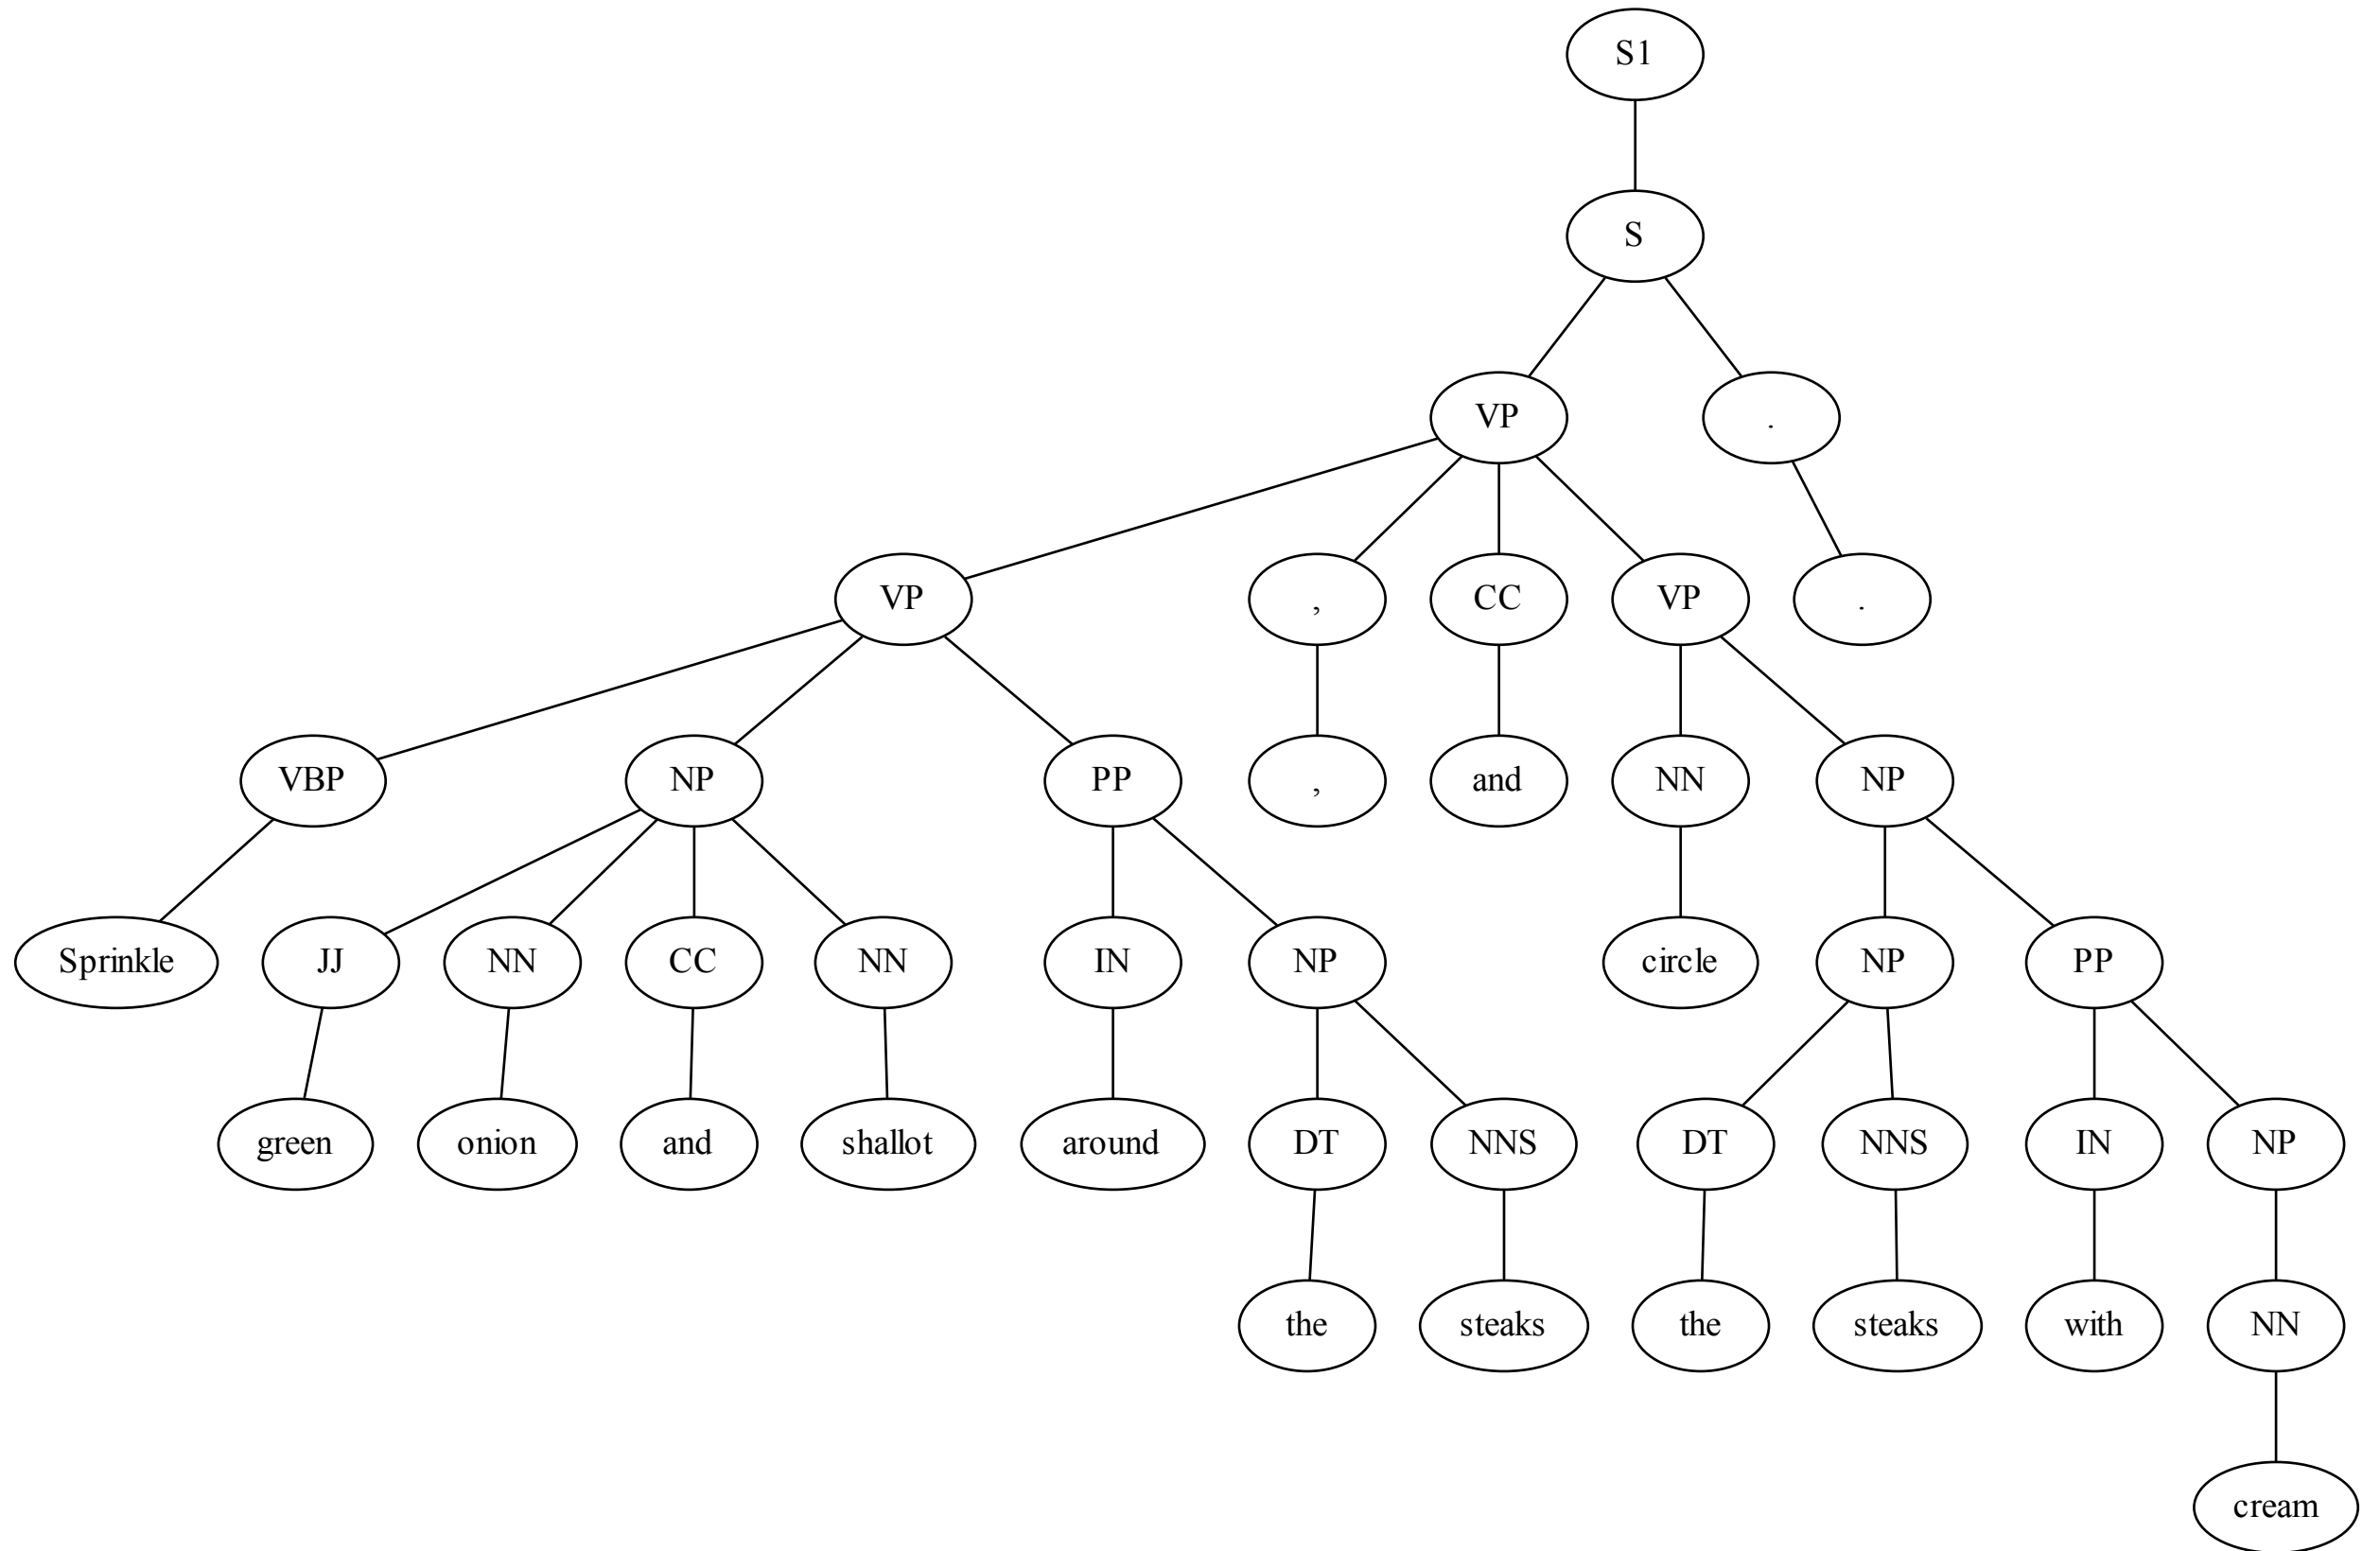 S1
S
VP .
VP , CC VP .
VBP NP PP , and NN NP
Sprinkle JJ NN CC NN IN NP circle NP PP
green onion and shallot around DT NNS DT NNS IN NP
the steaks the steaks with NN
cream